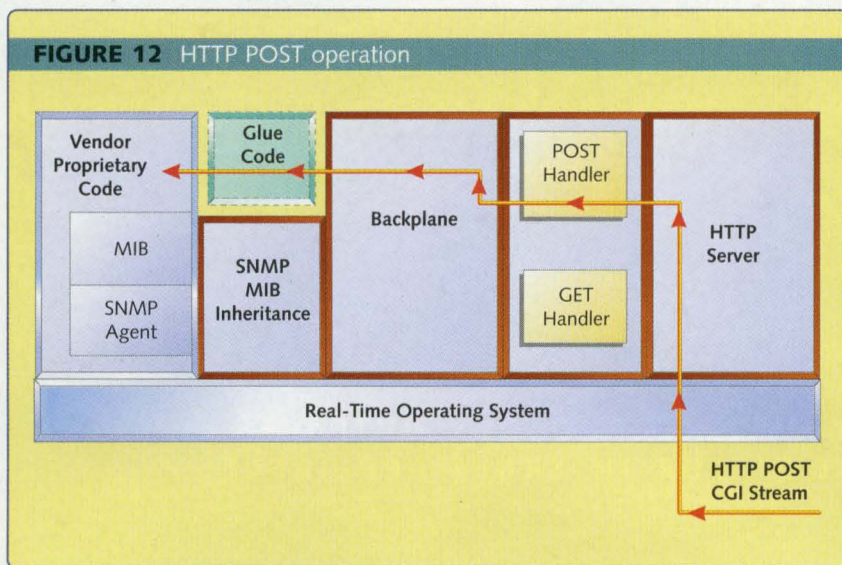 FIGURE 12 HTTP POST operation
Vendor
Proprietary
Code
MIB
SNMP
Agent
Glue
Code
SNMP
MIB
Inheritance
Backplane
POST
Handler
GET
Handler
HTTP
Server
Real-Time Operating System
HTTP POST
CGI Stream